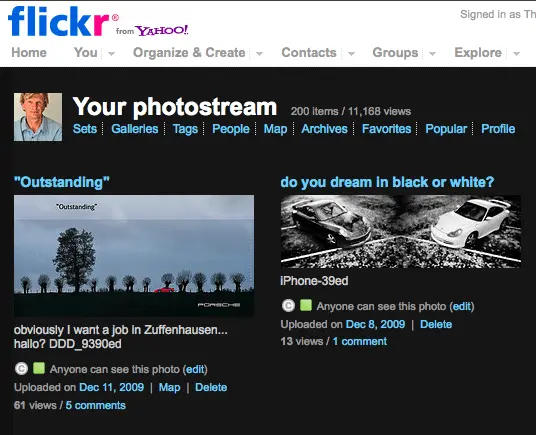 flickr® from YAHOO!
Signed in as Th
Home You Organize & Create Contacts Groups Explore
Your photostream 200 items / 11,168 views
Sets Galleries Tags People Map Archives Favorites Popular Profile
"Outstanding"
"Outstanding"
PORSCHE
obviously I want a job in Zuffenhausen...
hallo? DDD_9390ed
© Anyone can see this photo (edit)
Uploaded on Dec 11, 2009 | Map | Delete
61 views / 5 comments
do you dream in black or white?
iPhone-39ed
© Anyone can see this photo (edit)
Uploaded on Dec 8, 2009 | Delete
13 views / 1 comment